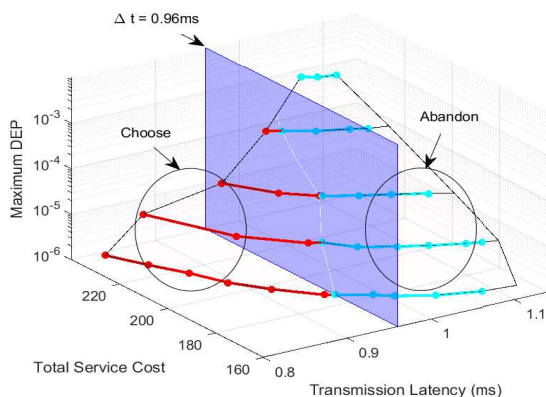 Δ t = 0.96ms
Choose
Abandon
Maximum DEP
10-3
10-4
10-5
10-6
220
200
180
160
Total Service Cost
0.8
0.9
1
1.1
Transmission Latency (ms)